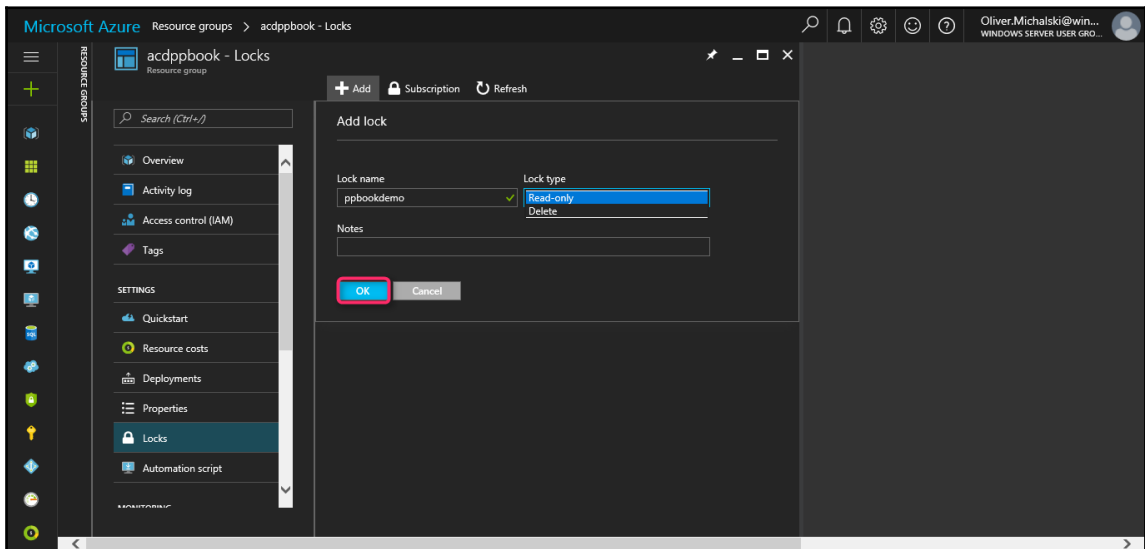 Microsoft Azure Resource groups > acdppbook - Locks
Oliver.Michalski@win...
WINDOWS SERVER USER GRO...
RESOURCE GROUPS
acdppbook - Locks
Resource group
Add Subscription Refresh
Search (Ctrl+/)
Add lock
Overview
Activity log
Access control (IAM)
Tags
SETTINGS
Quickstart
Resource costs
Deployments
Properties
Locks
Automation script
MONITORING
Lock name Lock type
ppbookdemo Read-only
Delete
Notes
OK Cancel
SQL